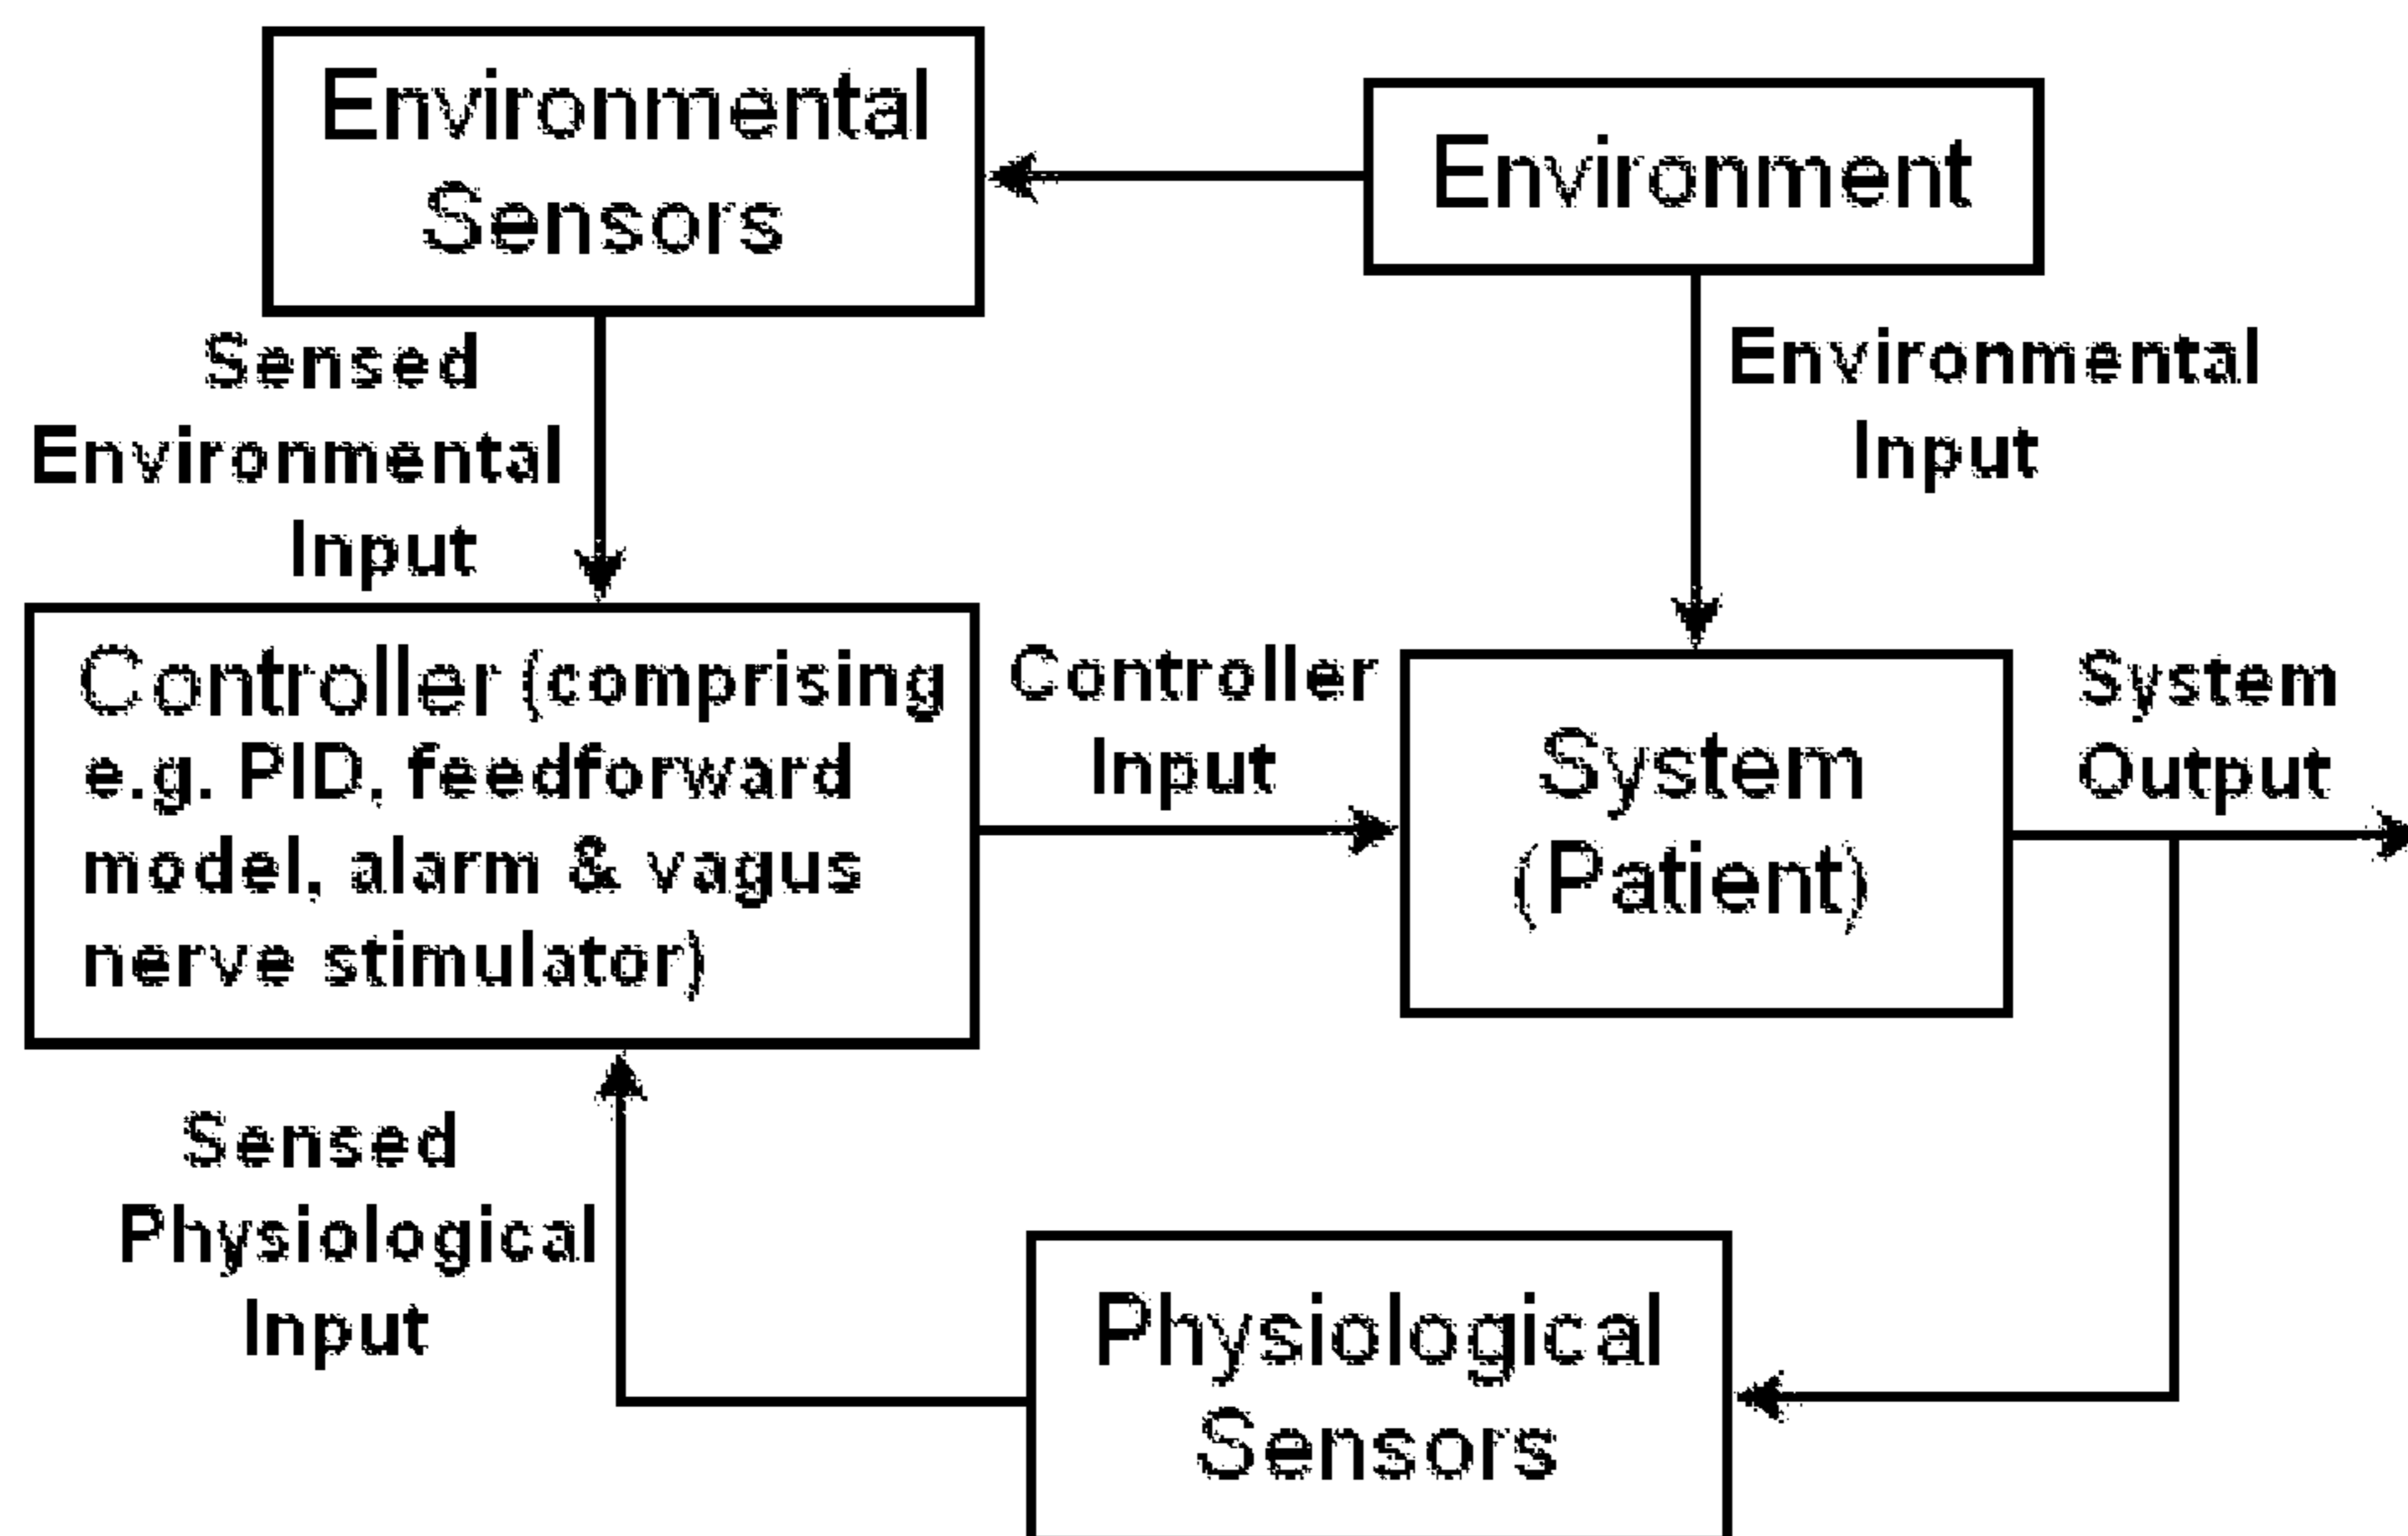 Environmental
Sensors
Environment
Sensed
Environmental
Input
Environmental
Input
Controller (comprising
e.g. PID, feedforward
model, alarm & vagus
nerve stimulator)
Controller
Input
System
(Patient)
System
Output
Sensed
Physiological
Input
Physiological
Sensors